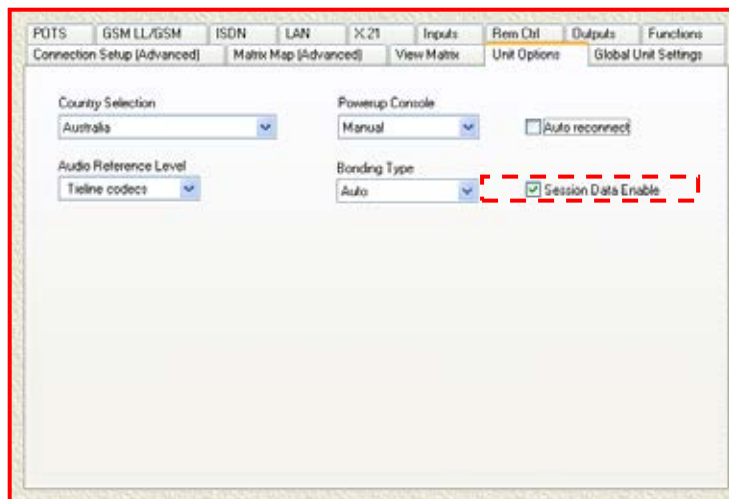 POTS GSM LL/GSM ISDN LAN X.21 Inputs Rem Ctrl Outputs Functions
Connection Setup (Advanced) Matrix Map (Advanced) View Matrix Unit Options Global Unit Settings
Country Selection Powerup Console
Australia Manual Auto reconnect
Audio Reference Level Bonding Type
Tieline codecs Auto Session Data Enable